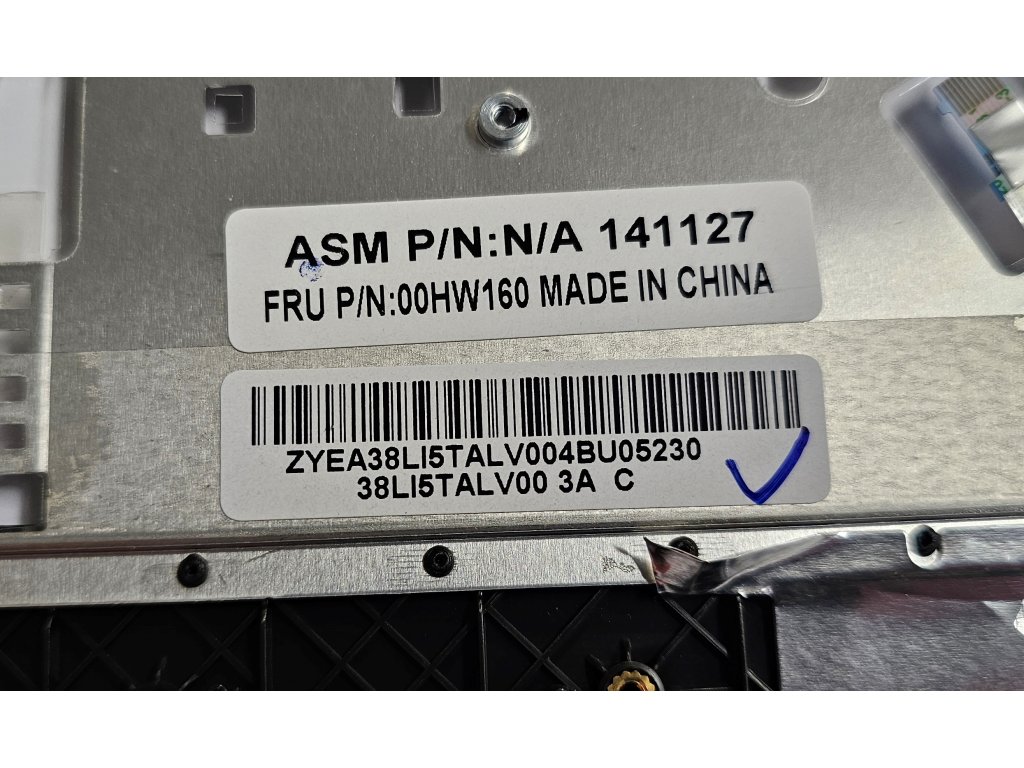 ASM P/N:N/A 141127
FRU P/N:00HW160 MADE IN CHINA
ZYEA38LI5TALV004BU05230
38LI5TALV00 3A C